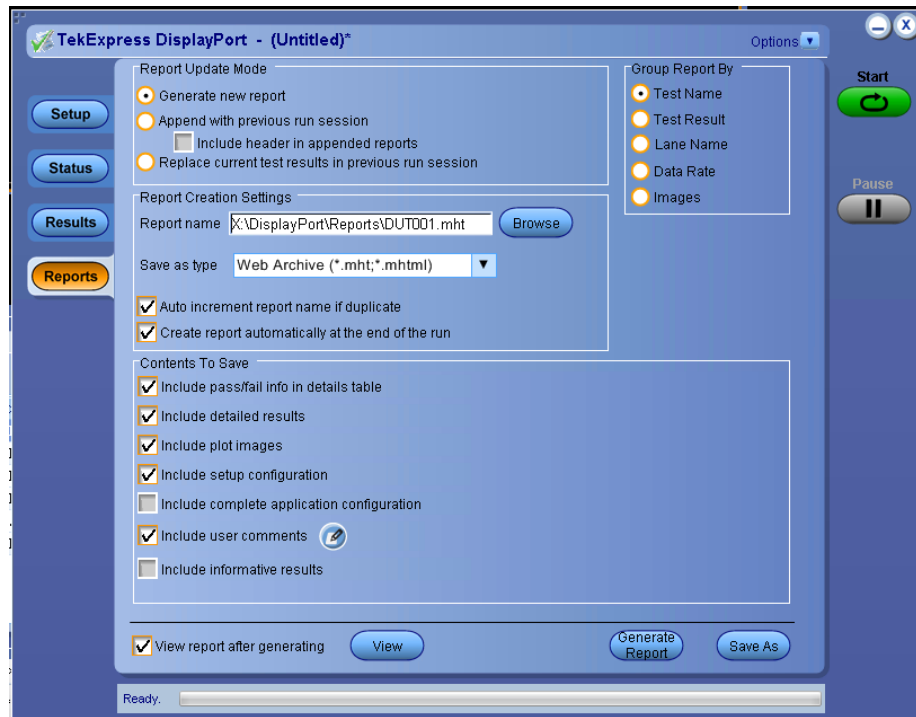 TekExpress DisplayPort - (Untitled)*
Options
Start
Pause
Setup
Status
Results
Reports
Report Update Mode
Generate new report
Append with previous run session
Include header in appended reports
Replace current test results in previous run session
Group Report By
Test Name
Test Result
Lane Name
Data Rate
Images
Report Creation Settings
Report name X:\DisplayPort\Reports\DUT001.mht Browse
Save as type Web Archive (*.mht;*.mhtml)
Auto increment report name if duplicate
Create report automatically at the end of the run
Contents To Save
Include pass/fail info in details table
Include detailed results
Include plot images
Include setup configuration
Include complete application configuration
Include user comments
Include informative results
View report after generating View
Generate
Report
Save As
Ready.